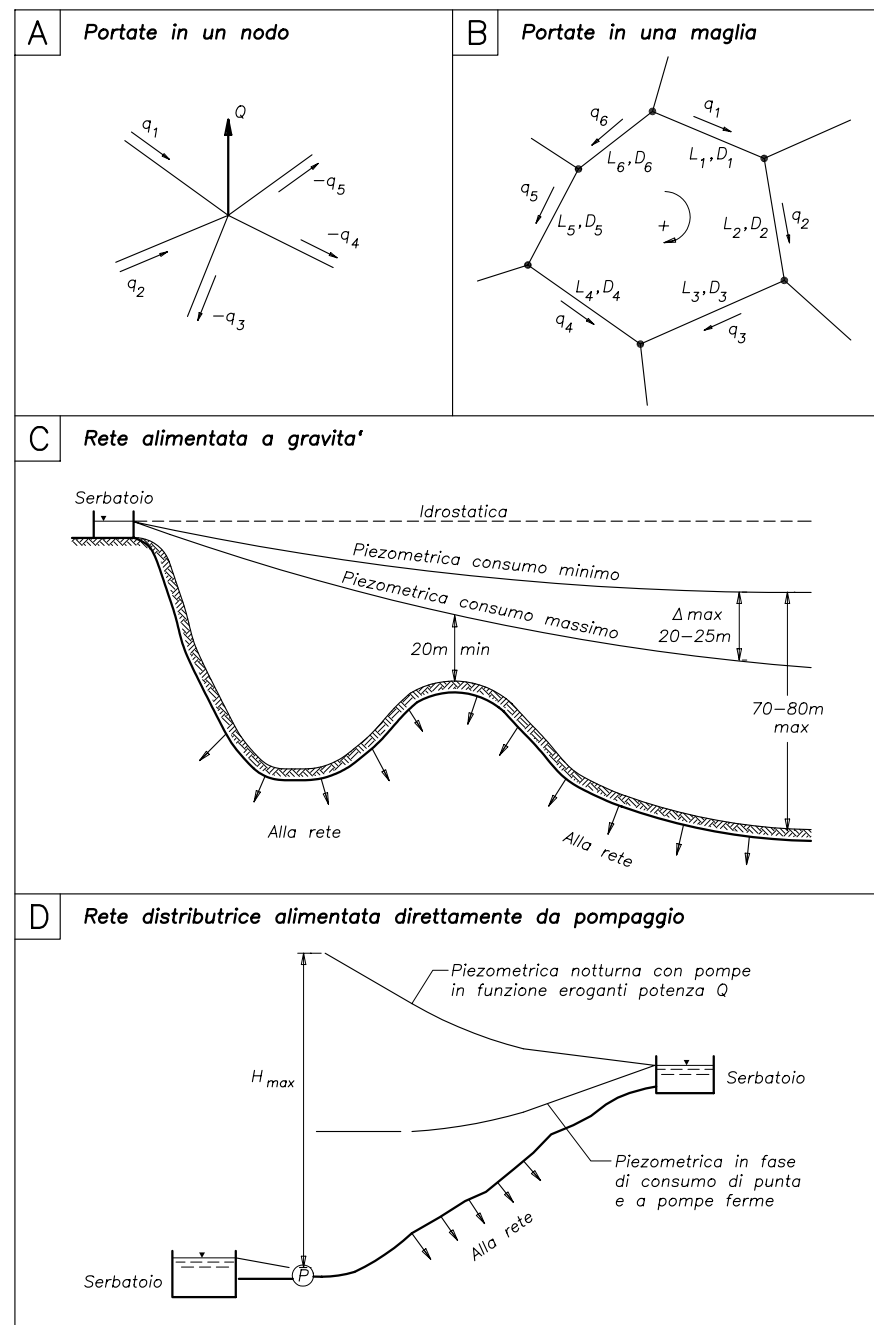 A
Portate in un nodo
Q
q1
-q5
-q4
q2
-q3
B
Portate in una maglia
q6
q1
L6,D6
L1,D1
q5
L5,D5
+
L2,D2
q2
L4,D4
L3,D3
q4
q3
C
Rete alimentata a gravita'
Serbatoio
Idrostatica
Piezometrica consumo minimo
Piezometrica consumo massimo
Δ max
20-25m
20m min
70-80m
max
Alla rete
Alla rete
D
Rete distributrice alimentata direttamente da pompaggio
Piezometrica notturna con pompe
in funzione eroganti potenza Q
H max
Serbatoio
Piezometrica in fase
di consumo di punta
e a pompe ferme
Alla rete
Serbatoio
P